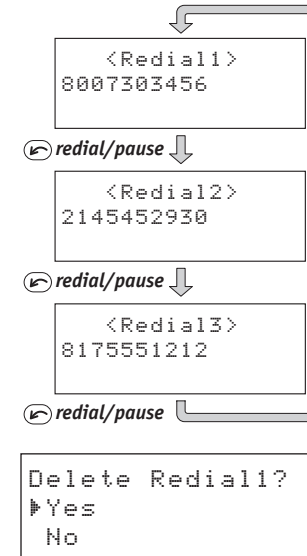 <Redial1>
8007303456
redial/pause
<Redial2>
2145452930
redial/pause
<Redial3>
8175551212
redial/pause
Delete Redial1?
Yes
No